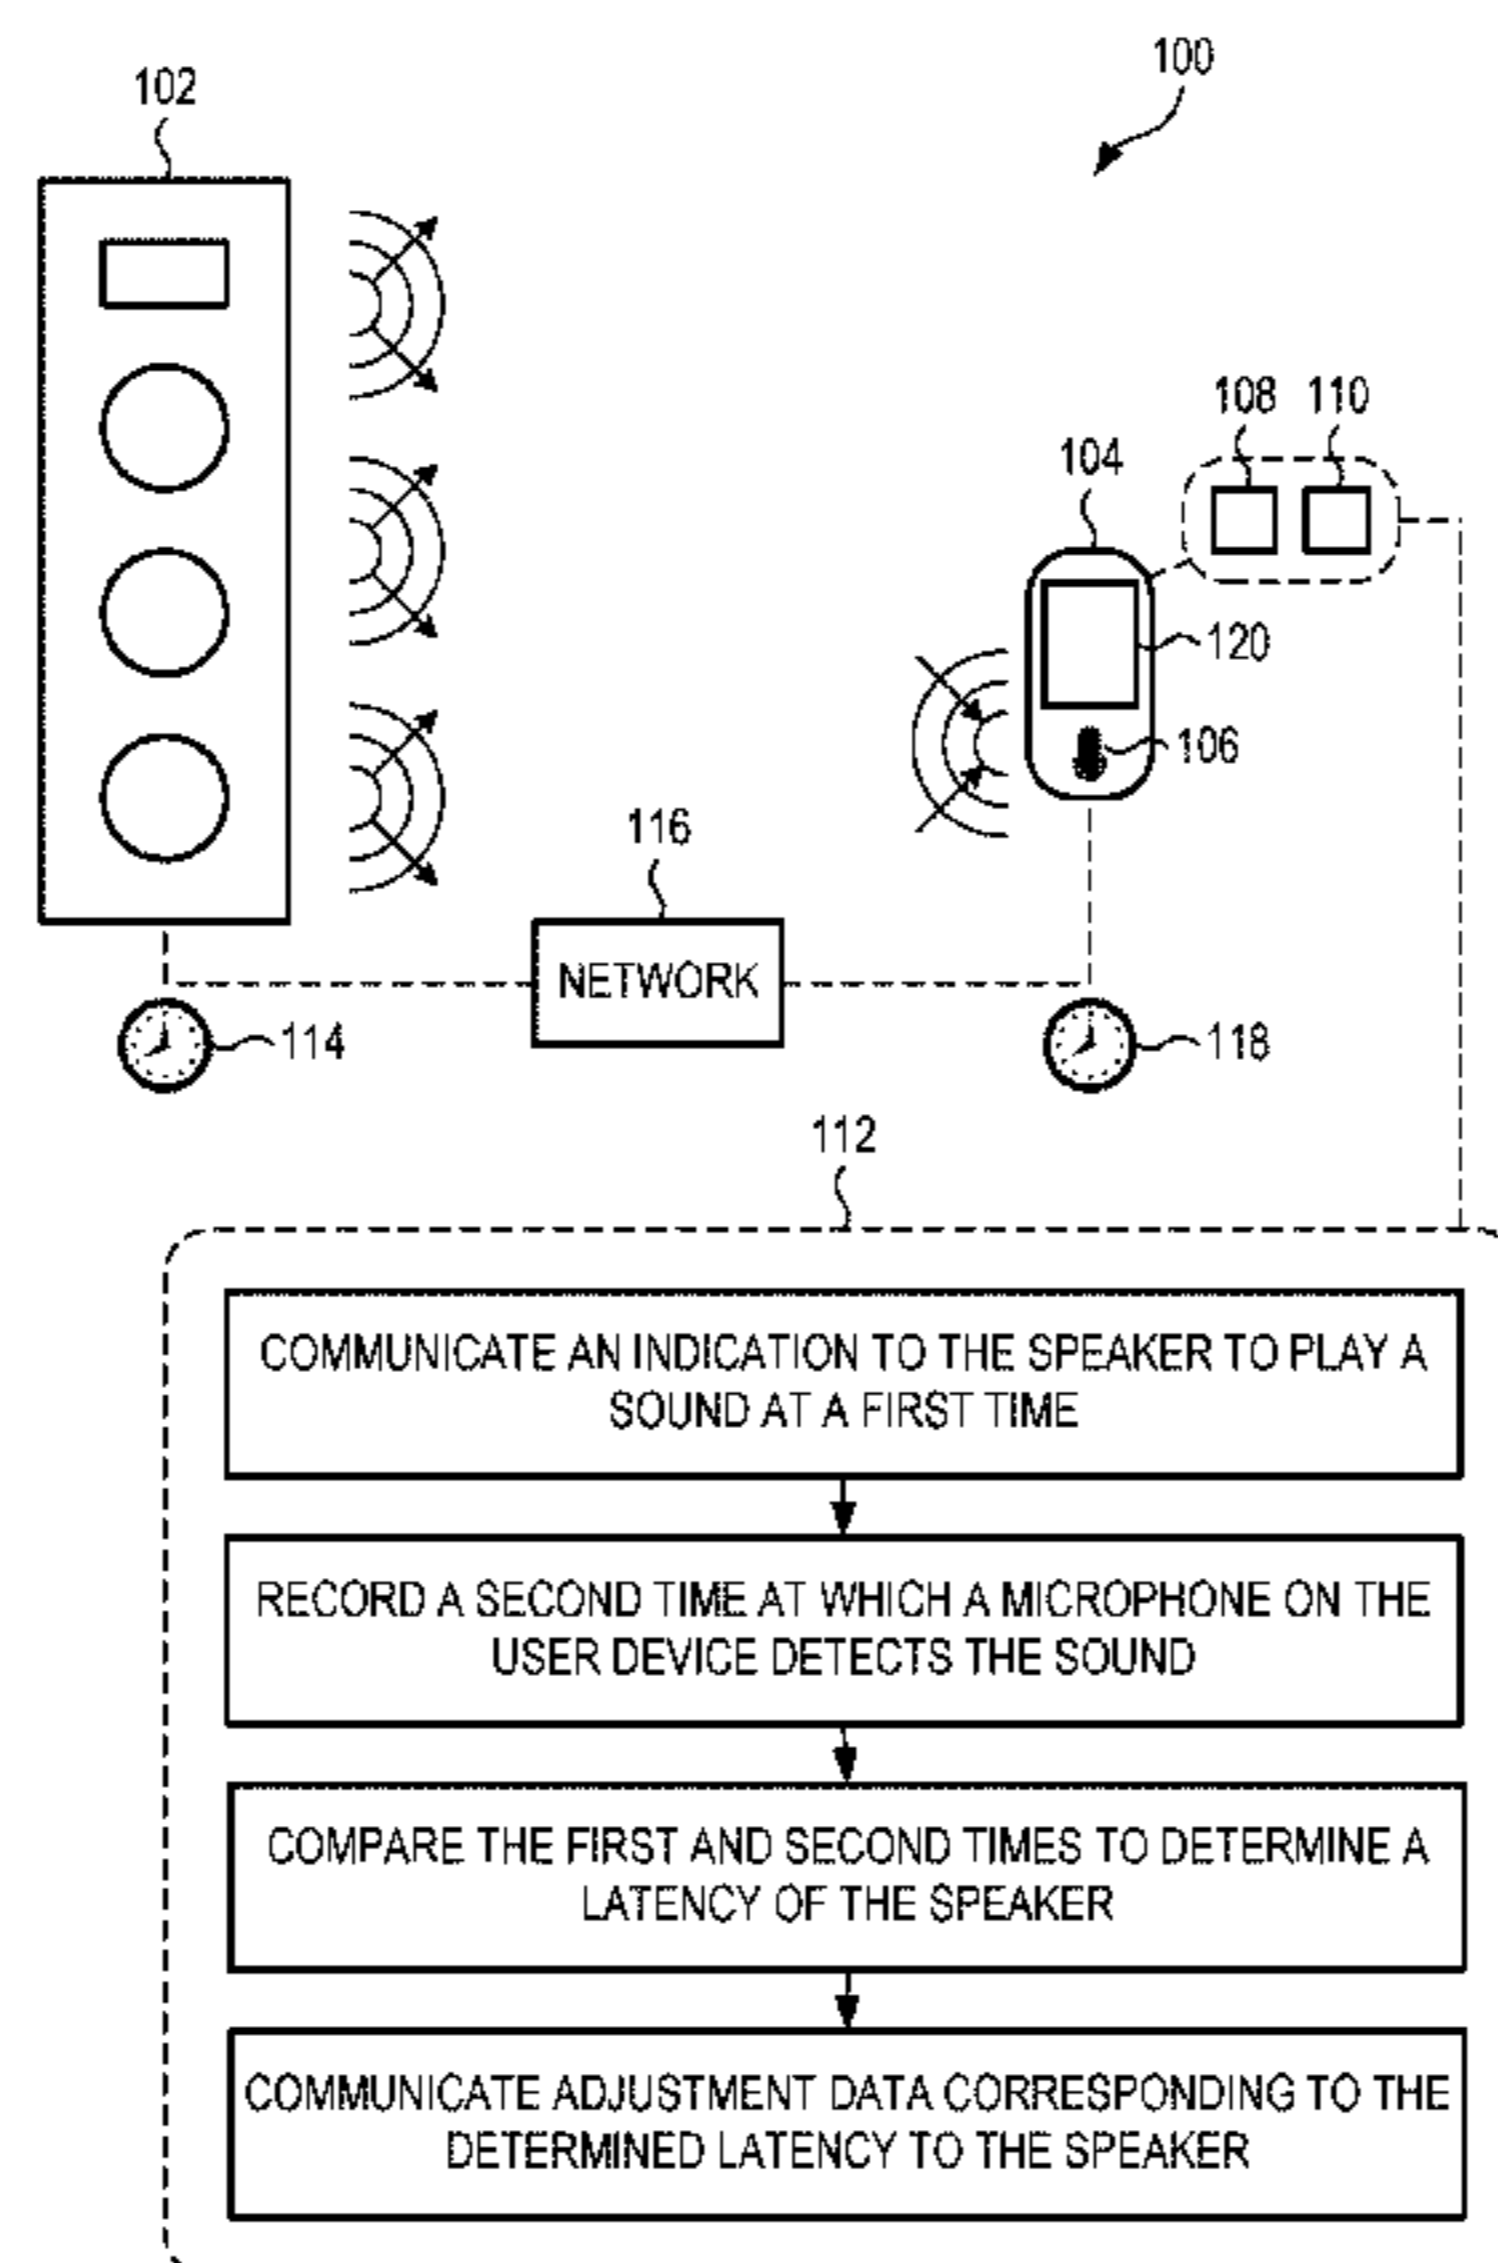 100
102
108 110
104
120
106
116
NETWORK
114
118
112
COMMUNICATE AN INDICATION TO THE SPEAKER TO PLAY A
SOUND AT A FIRST TIME
RECORD A SECOND TIME AT WHICH A MICROPHONE ON THE
USER DEVICE DETECTS THE SOUND
COMPARE THE FIRST AND SECOND TIMES TO DETERMINE A
LATENCY OF THE SPEAKER
COMMUNICATE ADJUSTMENT DATA CORRESPONDING TO THE
DETERMINED LATENCY TO THE SPEAKER